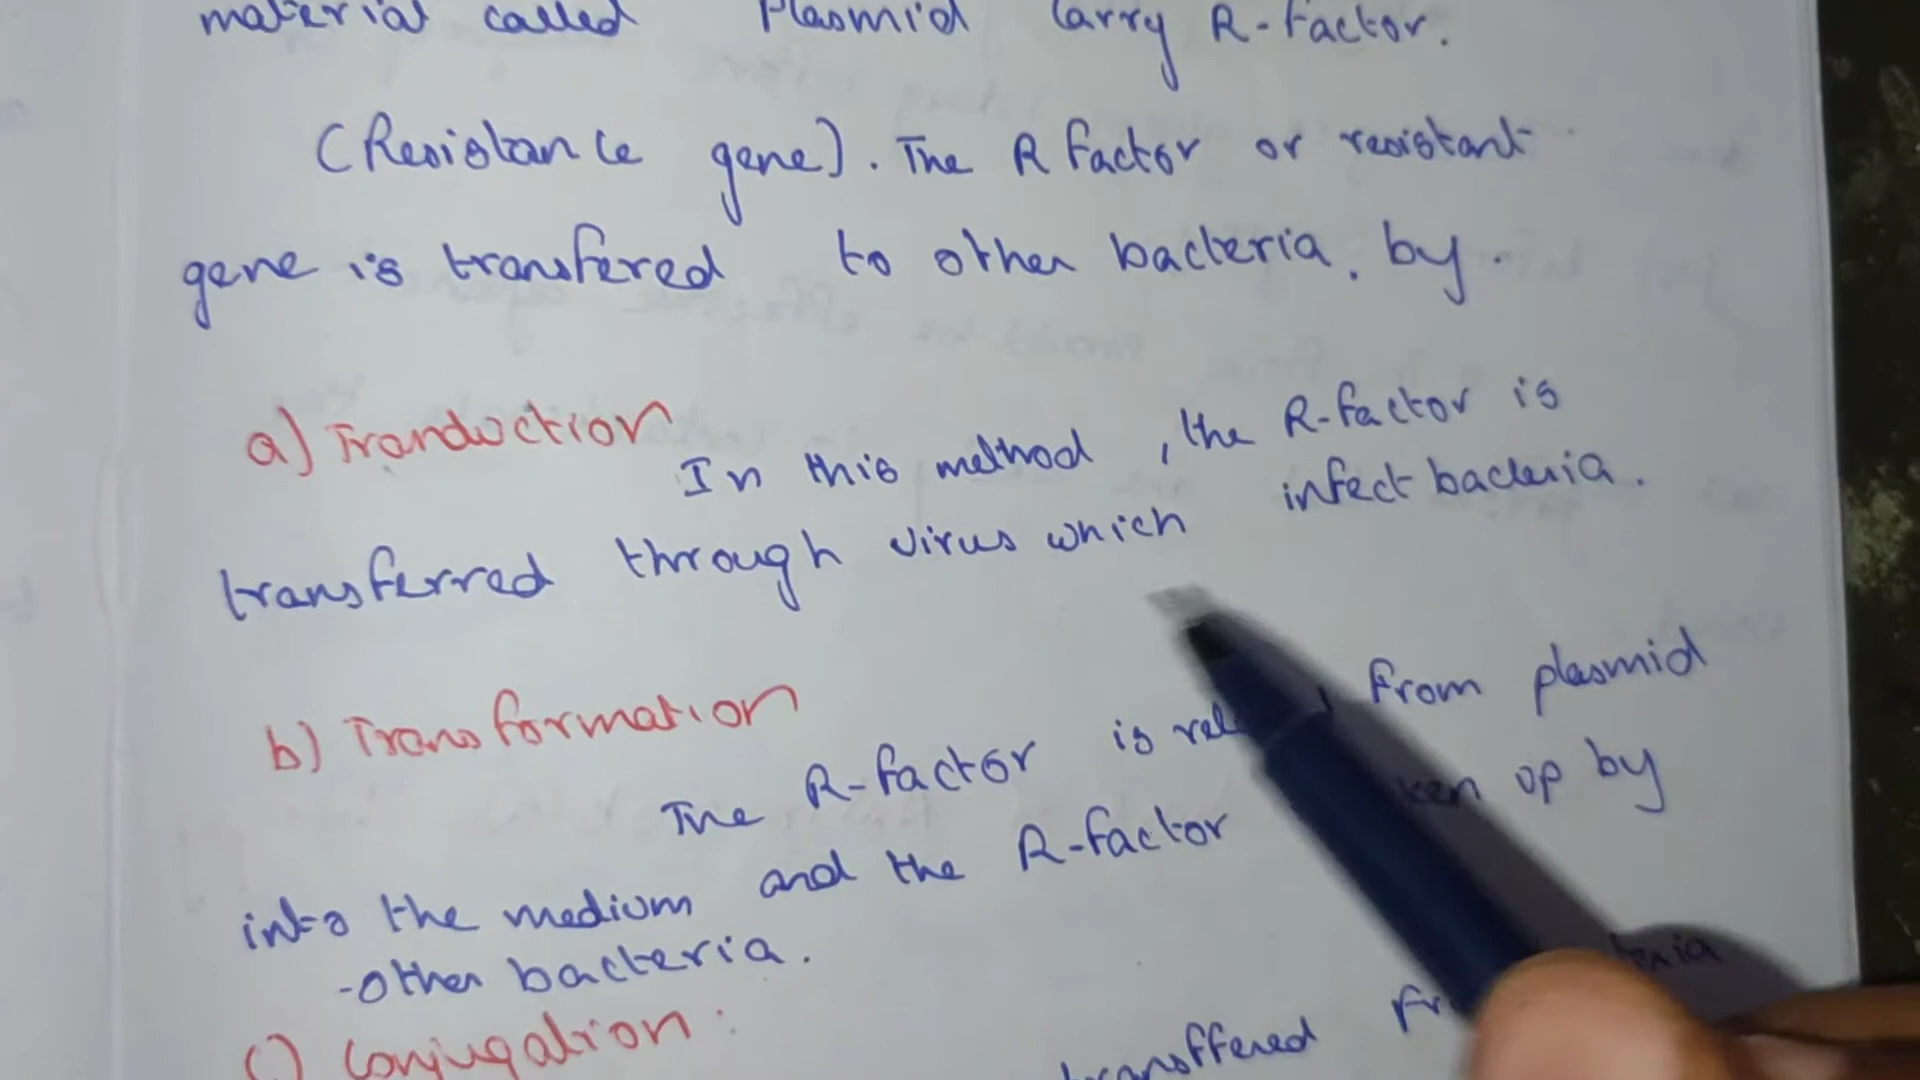 material called Plasmid carry R-factor.
(Resistance gene). The R factor or resistant
gene is transfered to other bacteria. by.
a) Tranduction
In this method, the R-factor is
transferred through virus which infect bacteria.
b) Transformation
The R-factor is from plasmid
into the medium and the R-factor up by
-other bacteria.
c) Conjugation:
transffered